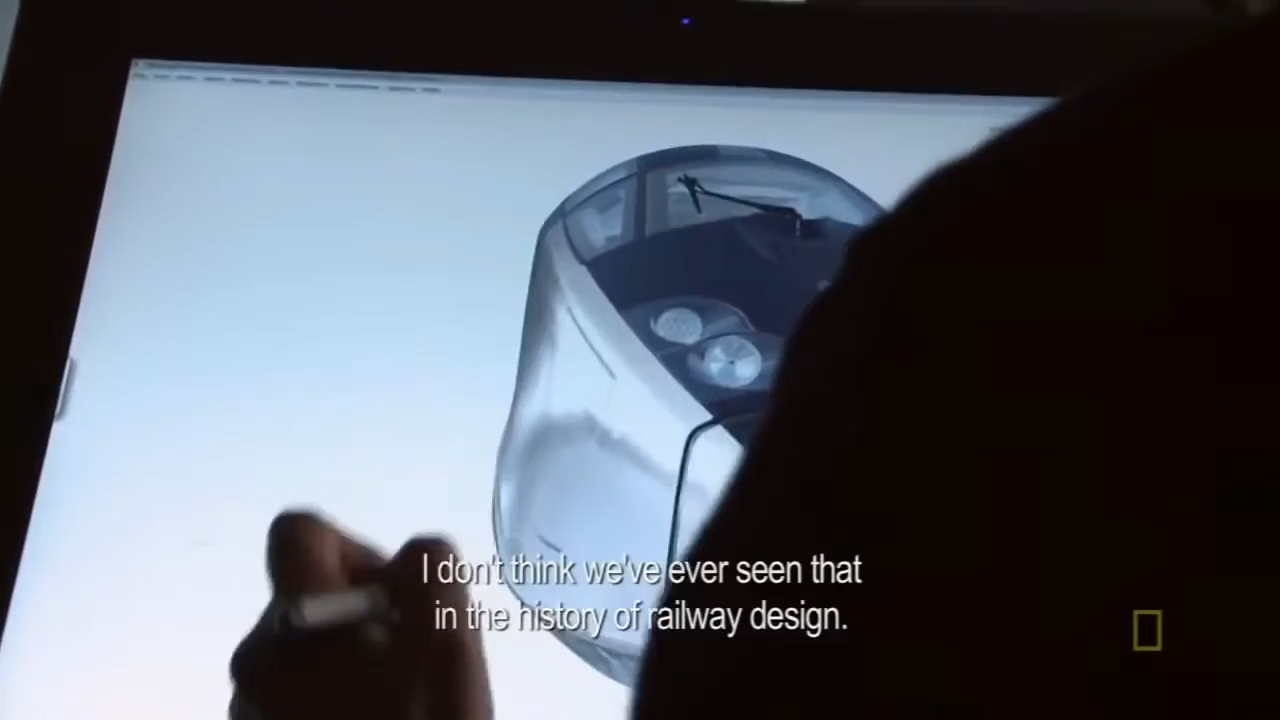 I don't think we've ever seen that
in the history of railway design.